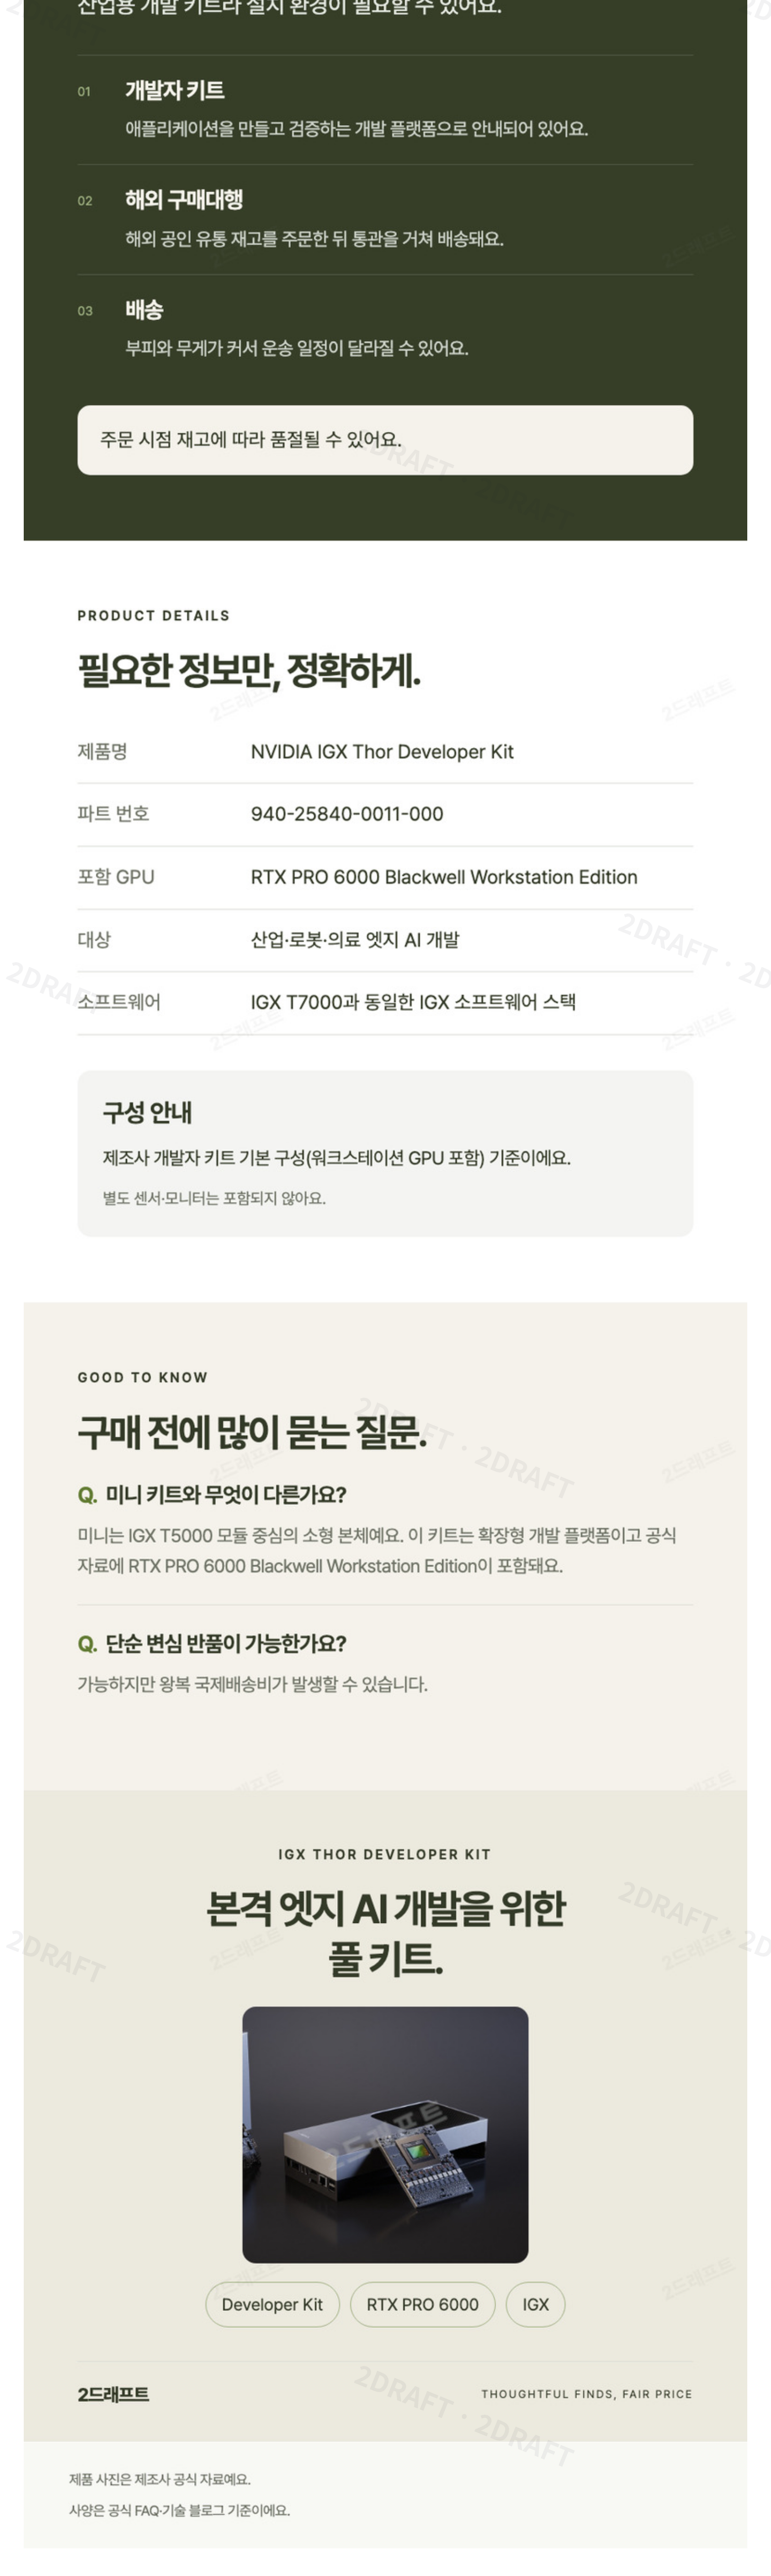 산업용 개발 키트라 설치 환경이 필요할 수 있어요.
01 개발자 키트
애플리케이션을 만들고 검증하는 개발 플랫폼으로 안내되어 있어요.
02 해외 구매대행
해외 공인 유통 재고를 주문한 뒤 통관을 거쳐 배송돼요.
03 배송
부피와 무게가 커서 운송 일정이 달라질 수 있어요.
주문 시점 재고에 따라 품절될 수 있어요.
2DRAFT · 2DRAFT
PRODUCT DETAILS
필요한 정보만, 정확하게.
2드래프트
2드래프트
제품명 NVIDIA IGX Thor Developer Kit
파트 번호 940-25840-0011-000
포함 GPU RTX PRO 6000 Blackwell Workstation Edition
대상 산업·로봇·의료 엣지 AI 개발
소프트웨어 IGX T7000과 동일한 IGX 소프트웨어 스택
구성 안내
제조사 개발자 키트 기본 구성(워크스테이션 GPU 포함) 기준이에요.
별도 센서·모니터는 포함되지 않아요.
GOOD TO KNOW
구매 전에 많이 묻는 질문.
2DRAFT · 2DRAFT
Q. 미니 키트와 무엇이 다른가요?
미니는 IGX T5000 모듈 중심의 소형 본체예요. 이 키트는 확장형 개발 플랫폼이고 공식
자료에 RTX PRO 6000 Blackwell Workstation Edition이 포함돼요.
Q. 단순 변심 반품이 가능한가요?
가능하지만 왕복 국제배송비가 발생할 수 있습니다.
IGX THOR DEVELOPER KIT
본격 엣지 AI 개발을 위한
풀 키트.
2드래프트
Developer Kit RTX PRO 6000 IGX
2드래프트 THOUGHTFUL FINDS, FAIR PRICE
2DRAFT · 2DRAFT
제품 사진은 제조사 공식 자료예요.
사양은 공식 FAQ·기술 블로그 기준이에요.